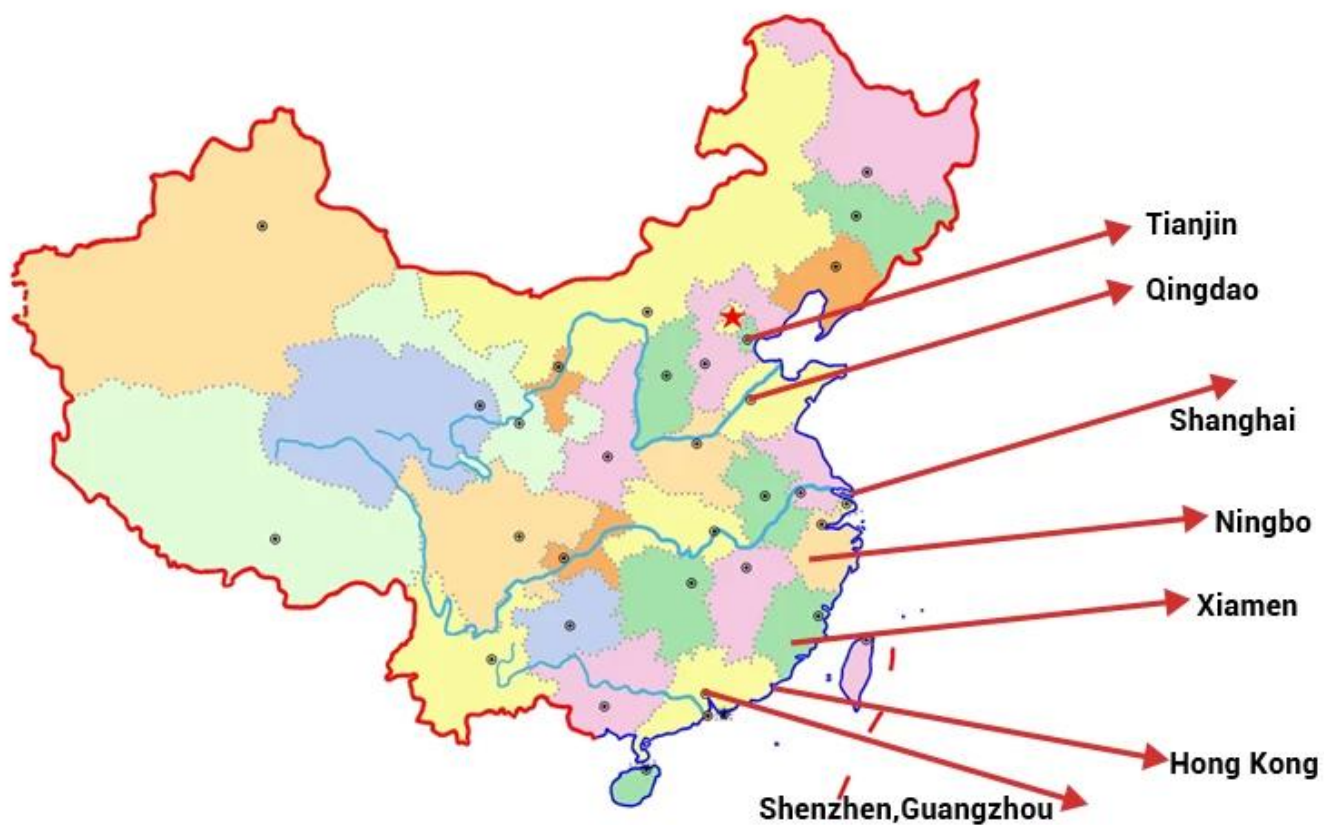 Tianjin
Qingdao
Shanghai
Ningbo
Xiamen
Hong Kong
Shenzhen,Guangzhou